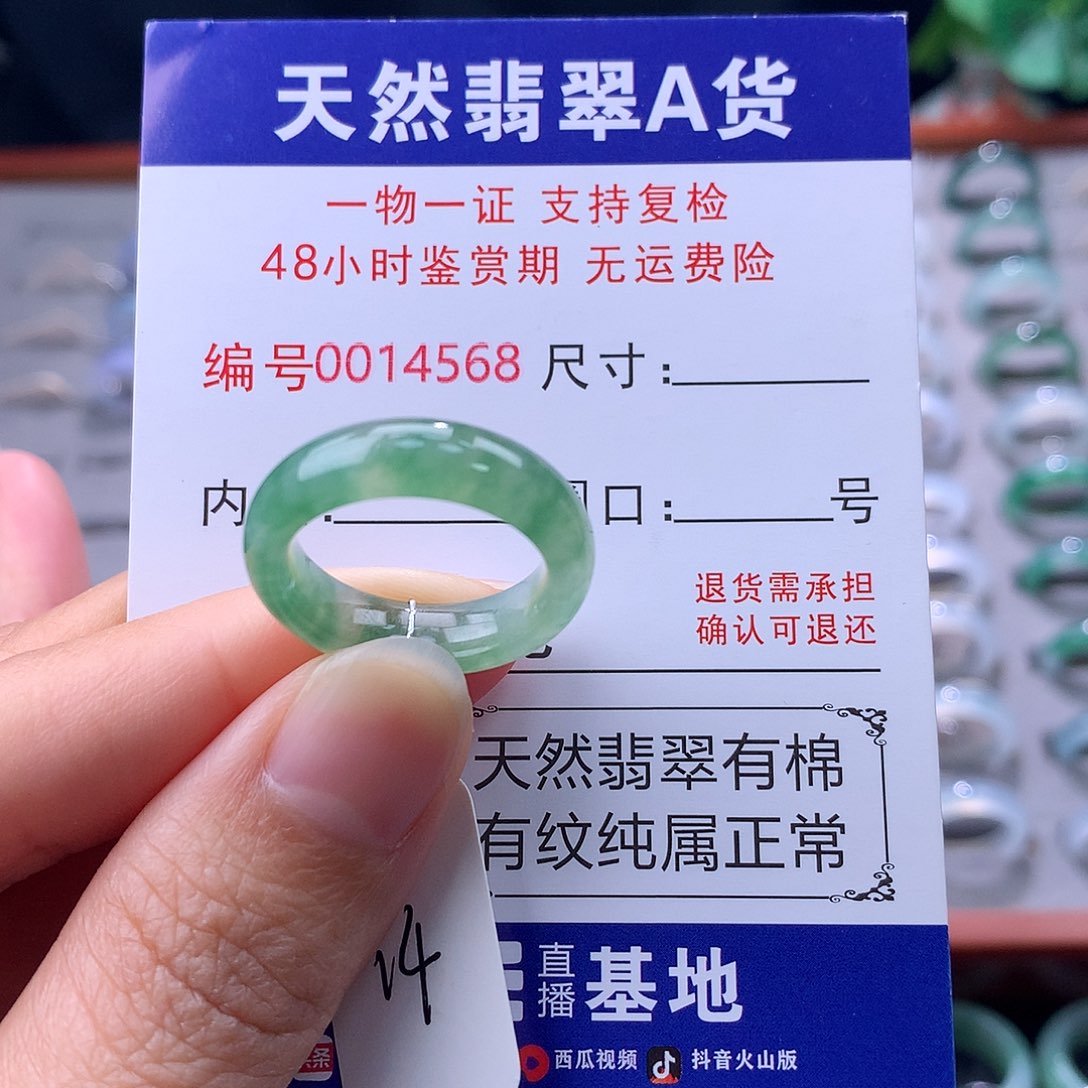 天然翡翠A货
一物一证 支持复检
48小时鉴赏期 无运费险
编号0014568 尺寸:
内 口: 号
退货需承担
确认可退还
天然翡翠有棉
有纹纯属正常
14
直播基地
西瓜视频 抖音火山版